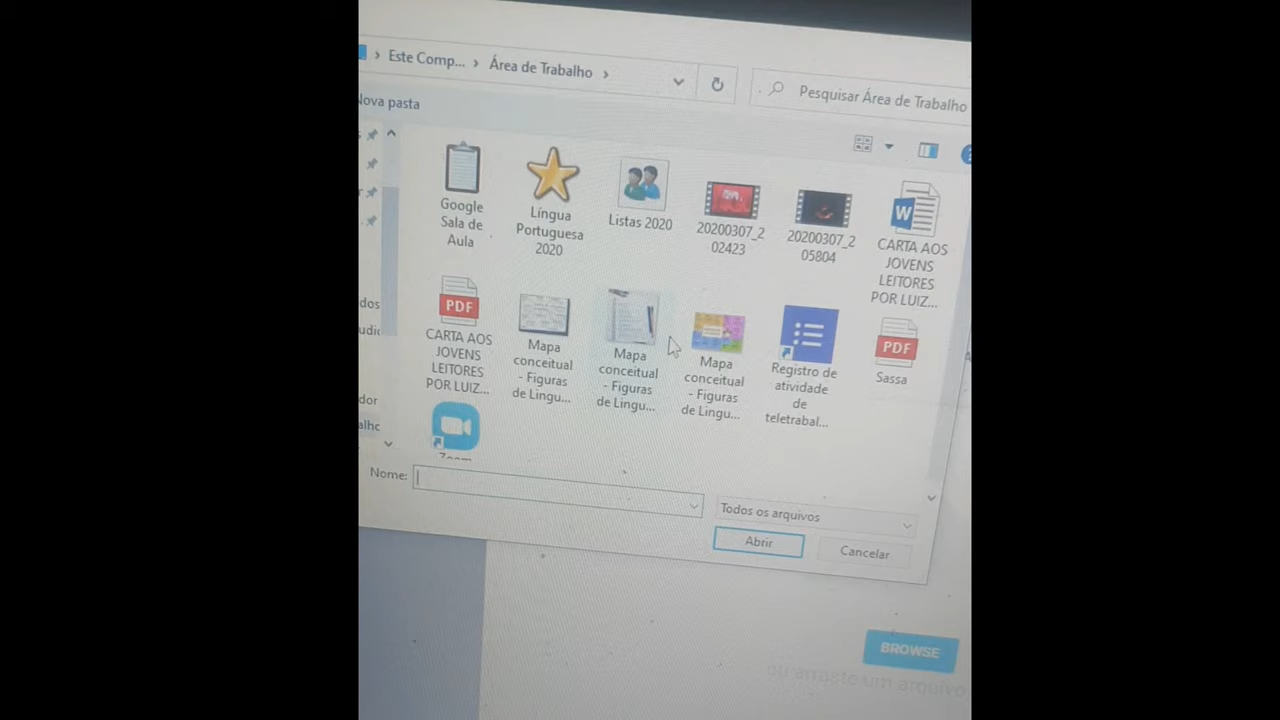 Este Comp... > Área de Trabalho >
Pesquisar Área de Trabalho
Nova pasta
Google
Sala de
Aula
Língua
Portuguesa
2020
Listas 2020
20200307_2
02423
20200307_2
05804
W
CARTA AOS
JOVENS
LEITORES
POR LUIZ...
PDF
CARTA AOS
JOVENS
LEITORES
POR LUIZ...
Mapa
conceitual
- Figuras
de Lingu...
Mapa
conceitual
- Figuras
de Lingu...
Mapa
conceitual
- Figuras
de Lingu...
Registro de
atividade
de
teletrabal...
PDF
Sassa
Zoom
Nome:
Todos os arquivos
Abrir
Cancelar
BROWSE
ou arraste um arquivo